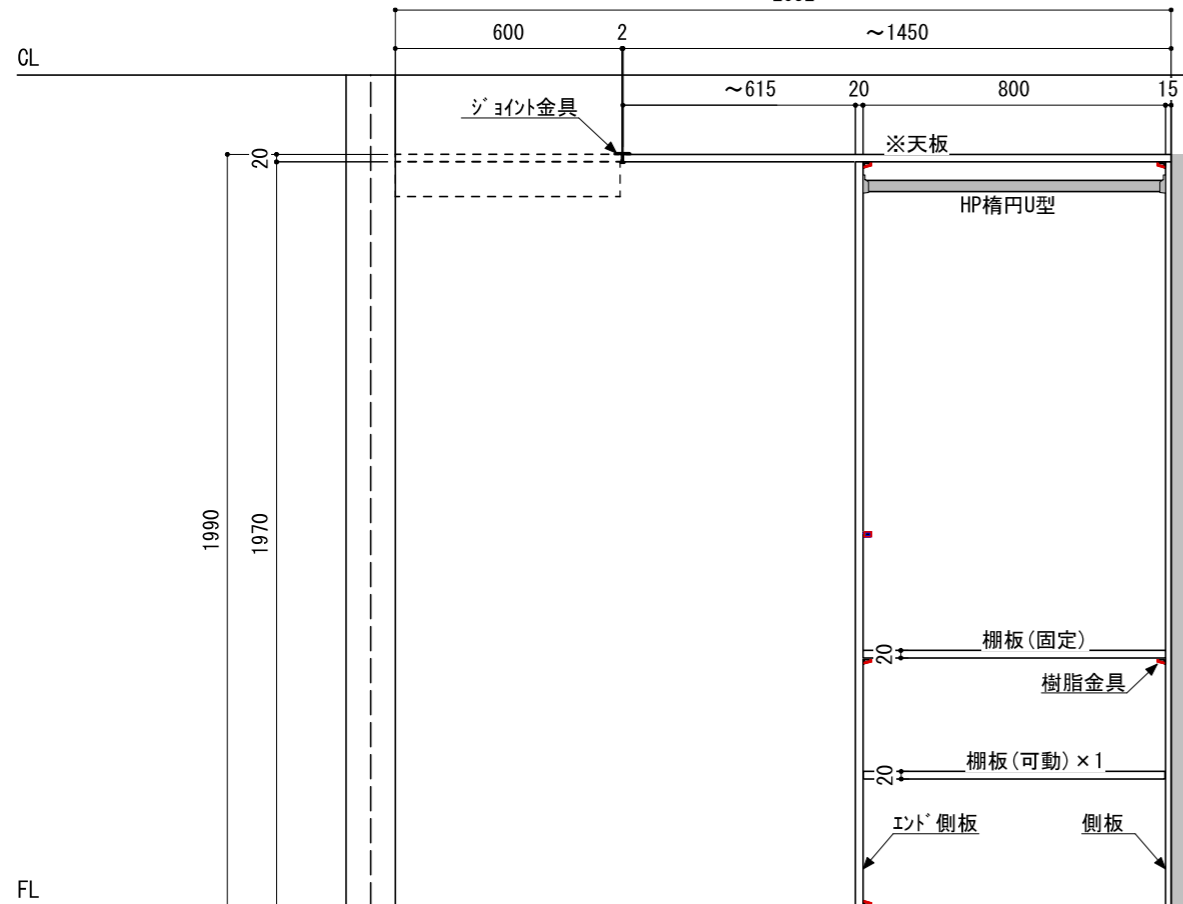 600
2
～1450
CL
～615
20
800
15
ｼﾞｮｲﾝﾄ金具
※天板
20
HP楕円U型
1990
1970
棚板(固定)
20
樹脂金具
棚板(可動)×1
20
ｴﾝﾄﾞ側板
側板
FL